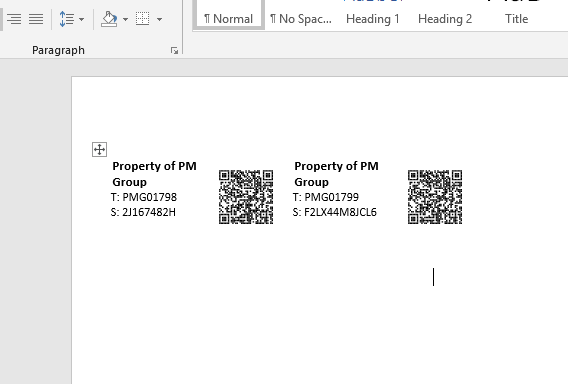 ¶ Normal
¶ No Spac...
Heading 1
Heading 2
Title
Paragraph
Property of PM
Group
T: PMG01798
S: 2J167482H
Property of PM
Group
T: PMG01799
S: F2LX44M8JCL6